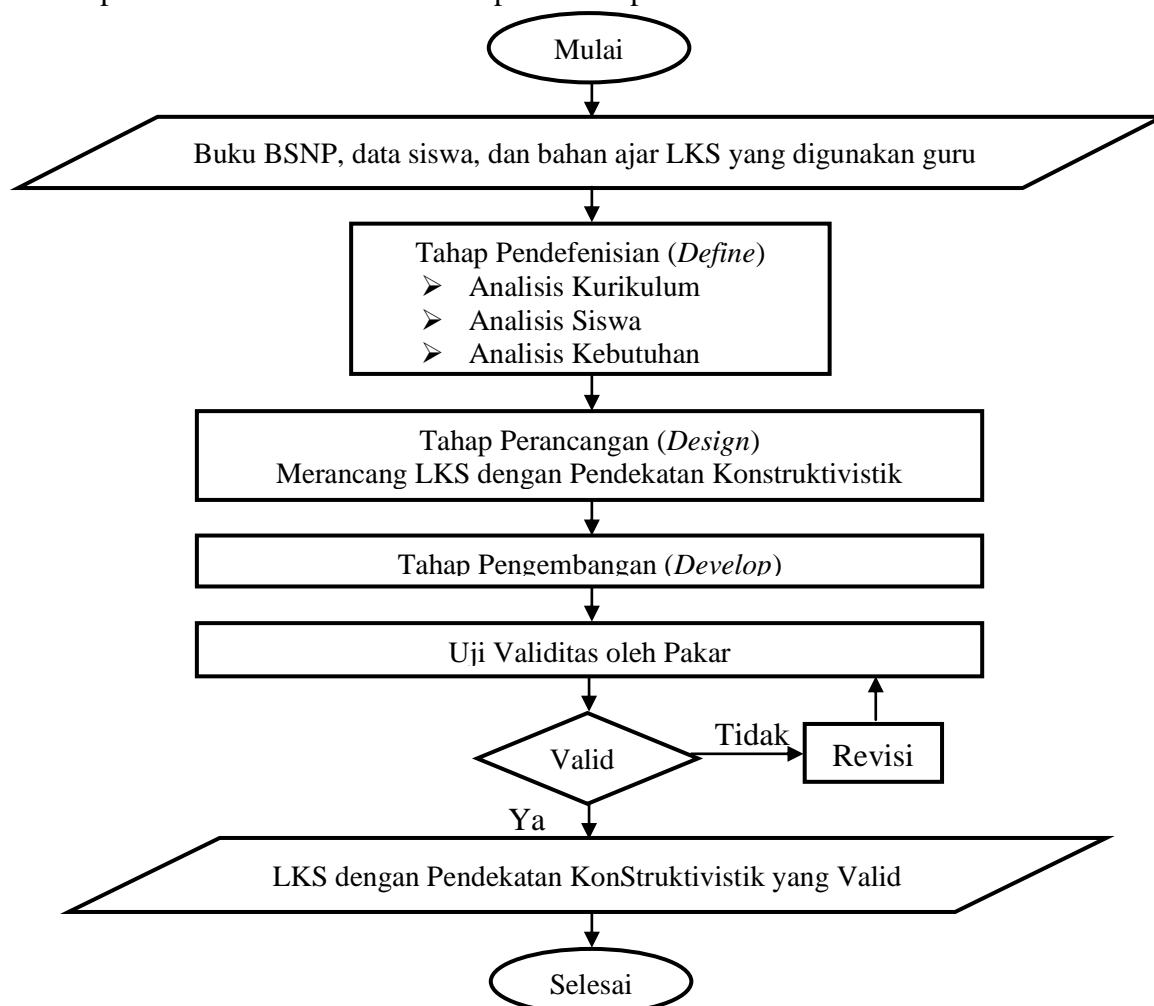 Mulai
Buku BSNP, data siswa, dan bahan ajar LKS yang digunakan guru
Tahap Pendefenisian (Define)
➢ Analisis Kurikulum
➢ Analisis Siswa
➢ Analisis Kebutuhan
Tahap Perancangan (Design)
Merancang LKS dengan Pendekatan Konstruktivistik
Tahap Pengembangan (Develop)
Uji Validitas oleh Pakar
Valid
Tidak
Revisi
Ya
LKS dengan Pendekatan KonStruktivistik yang Valid
Selesai